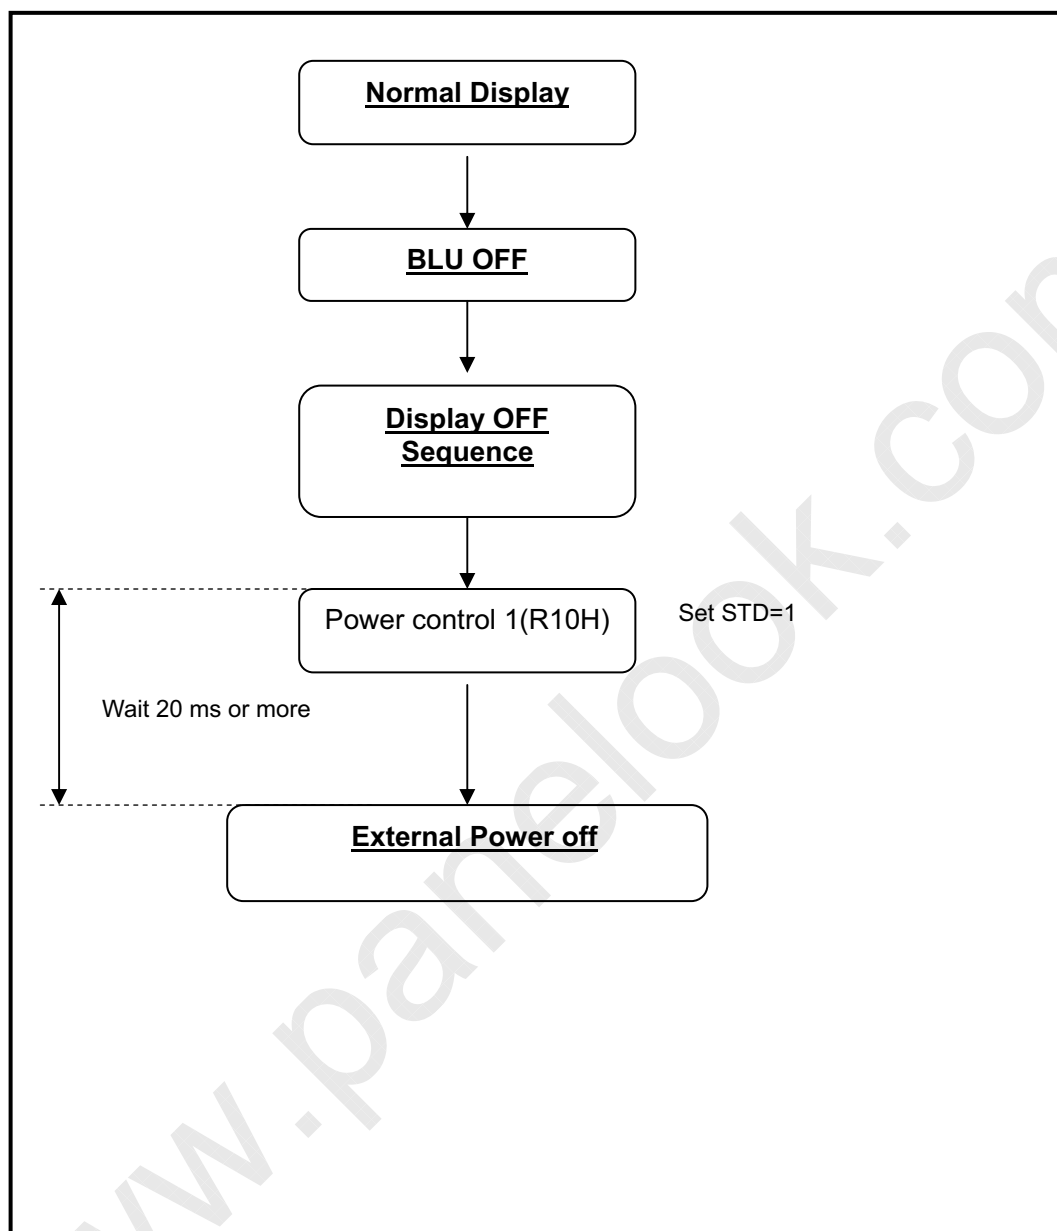 Normal Display
BLU OFF
Display OFF
Sequence
Power control 1(R10H)
Set STD=1
Wait 20 ms or more
External Power off
www.panelook.com